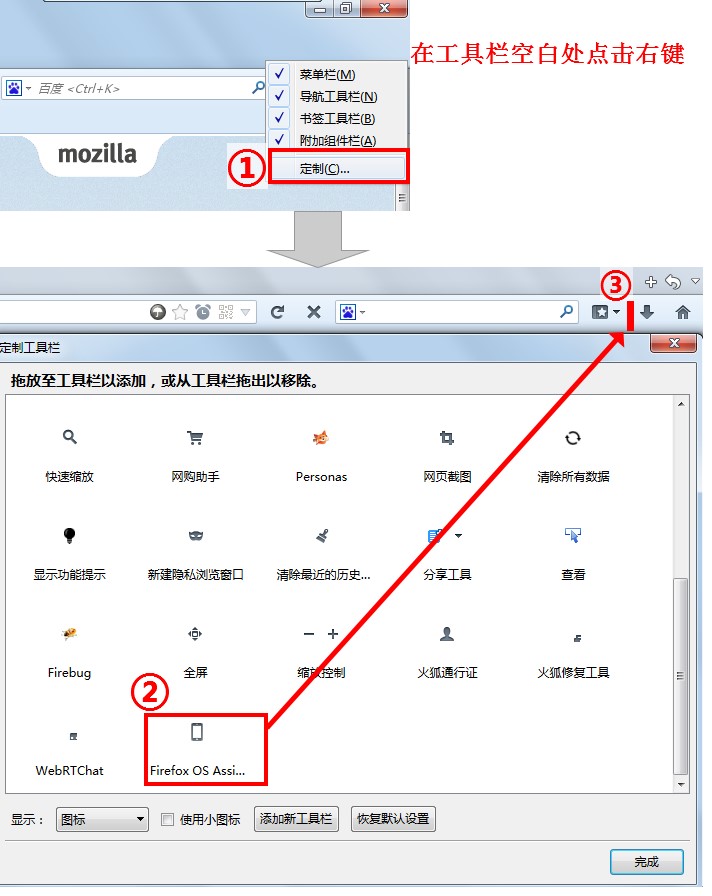 在工具栏空白处点击右键
菜单栏(M)
百度 <Ctrl+K>
导航工具栏(N)
书签工具栏(B)
附加组件栏(A)
mozilla
①
定制(C)...
③
定制工具栏
拖放至工具栏以添加，或从工具栏拖出以移除。
快速缩放 网购助手 Personas 网页截图 清除所有数据
显示功能提示 新建隐私浏览窗口 清除最近的历史... 分享工具 查看
Firebug 全屏 缩放控制 火狐通行证 火狐修复工具
②
WebRTChat Firefox OS Assi...
显示： 图标 使用小图标 添加新工具栏 恢复默认设置
完成